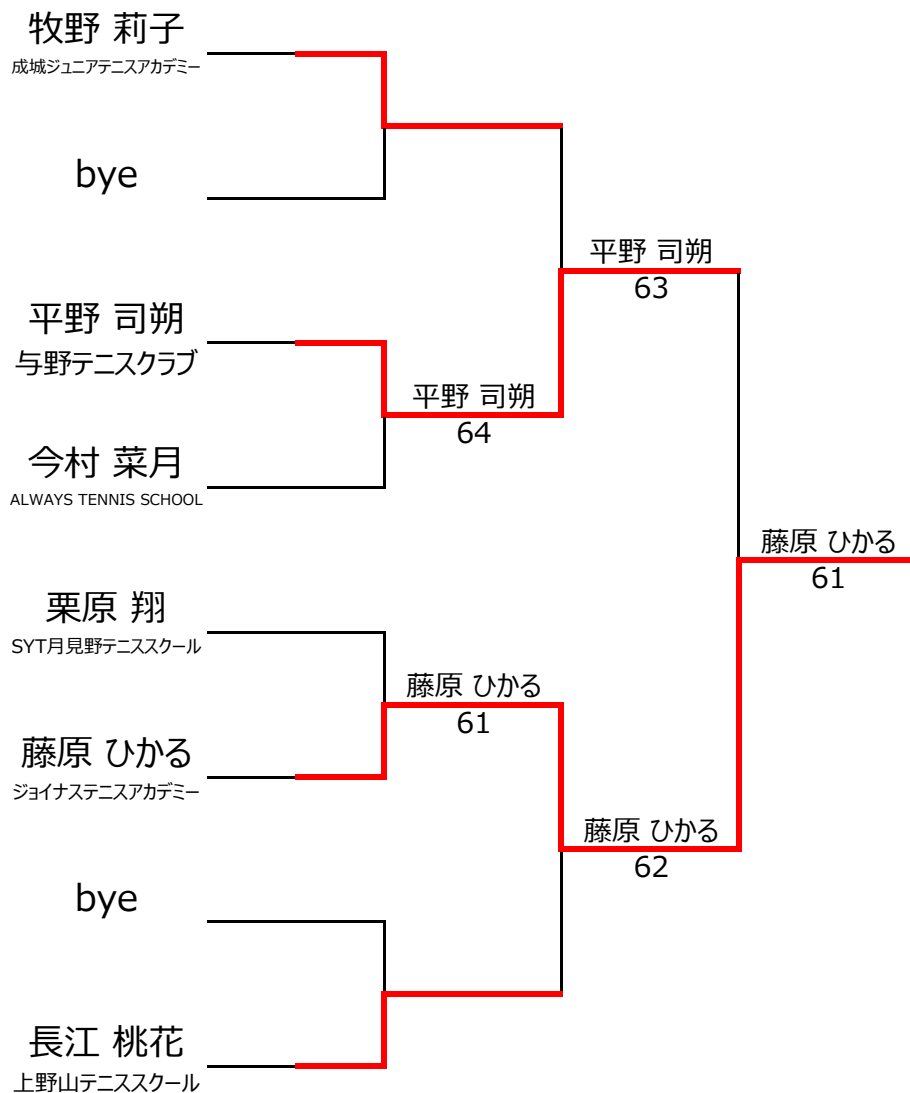 牧野 莉子
成城ジュニアテニスアカデミー
bye
平野 司朔
63
平野 司朔
与野テニスクラブ
平野 司朔
64
今村 菜月
ALWAYS TENNIS SCHOOL
藤原 ひかる
61
栗原 翔
SYT月見野テニススクール
藤原 ひかる
61
藤原 ひかる
ジョイナステニスアカデミー
藤原 ひかる
62
bye
長江 桃花
上野山テニススクール